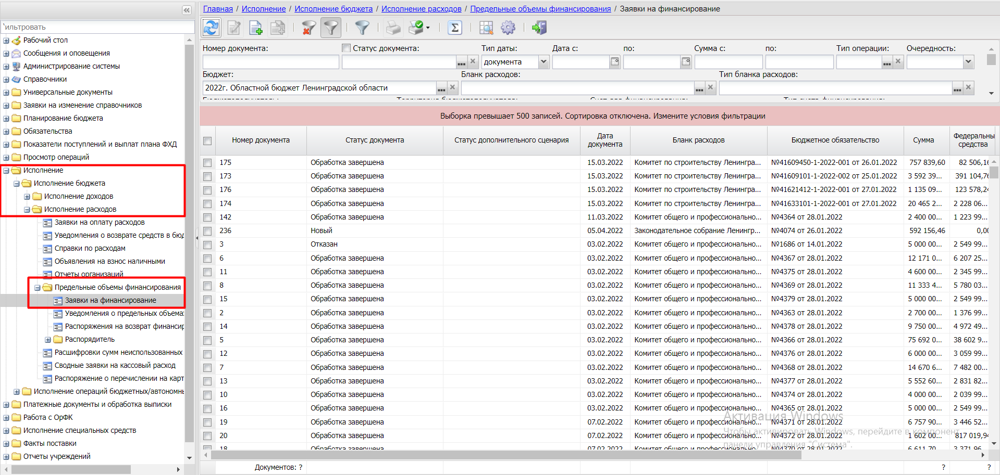 Главная / Исполнение / Исполнение бюджета / Исполнение расходов / Предельные объемы финансирования / Заявки на финансирование
ильтровать
Рабочий стол
Сообщения и оповещения
Администрирование системы
Справочники
Универсальные документы
Заявки на изменение справочников
Планирование бюджета
Обязательства
Показатели поступлений и выплат плана ФХД
Просмотр операций
Исполнение
Исполнение бюджета
Исполнение доходов
Исполнение расходов
Заявки на оплату расходов
Уведомления о возврате средств в бюд
Справки по расходам
Объявления на взнос наличными
Отчеты организаций
Предельные объемы финансирования
Заявки на финансирование
Уведомления о предельных объема
Распоряжения на возврат финансир
Распорядитель
Расшифровки сумм неиспользованных
Сводные заявки на кассовый расход
Распоряжение о перечислении на карт
Исполнение операций бюджетных/автономн
Платежные документы и обработка выписки
Работа с ОрФК
Исполнение специальных средств
Факты поставки
Отчеты учреждений
Номер документа: Статус документа: Тип даты: Дата с: по: Сумма с: по: Тип операции: Очередность:
документа
Бюджет: Бланк расходов: Тип бланка расходов:
2022г. Областной бюджет Ленинградской области
Выборка превышает 500 записей. Сортировка отключена. Измените условия фильтрации
Номер документа Статус документа Статус дополнительного сценария Дата документа Бланк расходов Бюджетное обязательство Сумма Федеральны средства
175 Обработка завершена 15.03.2022 Комитет по строительству Ленингра... №41609450-1-2022-001 от 26.01.2022 757 839,60 82 506,16
173 Обработка завершена 15.03.2022 Комитет по строительству Ленингра... №41609101-1-2022-002 от 25.01.2022 3 592 39... 391 104,76
176 Обработка завершена 15.03.2022 Комитет по строительству Ленингра... №41621412-1-2022-001 от 27.01.2022 1 135 09... 123 578,24
174 Обработка завершена 15.03.2022 Комитет по строительству Ленингра... №41633101-1-2022-001 от 27.01.2022 20 465 2... 2 228 06...
142 Обработка завершена 11.03.2022 Комитет общего и профессионально... №4364 от 28.01.2022 2 400 00... 1 223 99...
236 Новый 05.04.2022 Законодательное собрание Ленингр... №4074 от 26.01.2022 592 156,46 0,00
3 Отказан 03.02.2022 Комитет общего и профессионально... №1686 от 14.01.2022 5 000 00... 2 549 99...
6 Обработка завершена 03.02.2022 Комитет общего и профессионально... №4367 от 28.01.2022 12 171 0... 6 207 25...
11 Обработка завершена 03.02.2022 Комитет общего и профессионально... №4375 от 28.01.2022 4 600 00... 2 345 99...
8 Обработка завершена 03.02.2022 Комитет общего и профессионально... №4369 от 28.01.2022 11 333 4... 5 780 03...
15 Обработка завершена 03.02.2022 Комитет общего и профессионально... №4379 от 28.01.2022 5 000 00... 2 549 99...
2 Обработка завершена 03.02.2022 Комитет общего и профессионально... №4363 от 28.01.2022 2 700 00... 1 376 99...
14 Обработка завершена 03.02.2022 Комитет общего и профессионально... №4378 от 28.01.2022 9 750 00... 4 972 49...
5 Обработка завершена 03.02.2022 Комитет общего и профессионально... №4366 от 28.01.2022 75 692 0... 38 602 9...
12 Обработка завершена 03.02.2022 Комитет общего и профессионально... №4376 от 28.01.2022 6 000 00... 3 059 99...
7 Обработка завершена 03.02.2022 Комитет общего и профессионально... №4368 от 28.01.2022 14 670 6... 7 482 00...
13 Обработка завершена 03.02.2022 Комитет общего и профессионально... №4377 от 28.01.2022 5 552 60... 2 831 82...
10 Обработка завершена 03.02.2022 Комитет общего и профессионально... №4374 от 28.01.2022 4 000 00... 2 039 99...
16 Обработка завершена 03.02.2022 Комитет общего и профессионально... №4365 от 28.01.2022 5 000 00... 2 549 99...
19 Обработка завершена 07.02.2022 Комитет общего и профессионально... №4371 от 28.01.2022 6 757 90... 3 446 52...
20 Обработка завершена 07.02.2022 Комитет общего и профессионально... №4372 от 28.01.2022 1 602 00... 817 019,94
18 Обработка завершена 07.02.2022 Комитет общего и профессионально... №4370 от 28.01.2022 6 611 70... 3 371 96...
Активация Windows
Чтобы активировать Windows, перейдите в компонент
панели управления "Система".
Документов: ? ? ?